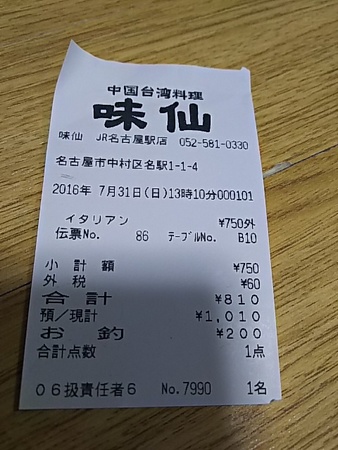 中国台湾料理
味仙
味仙 JR名古屋駅店 052-581-0330
名古屋市中村区名駅1-1-4
2016年 7月31日(日)13時10分000101
イタリアン ¥750外
伝票No. 86 テーブルNo. B10
小計額 ¥750
外税 ¥60
合計 ¥810
預/現計 ¥1,010
お釣 ¥200
合計点数 1点
06扱責任者6 No.7990 1名